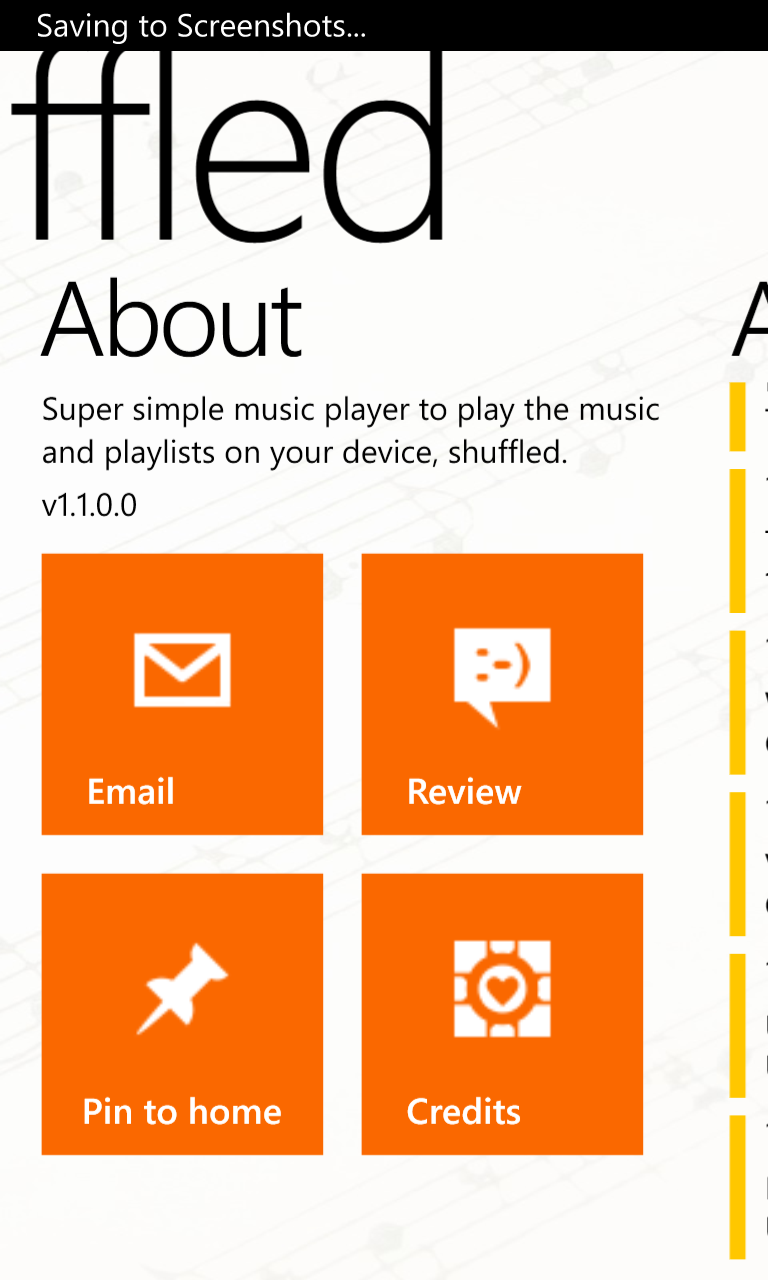 Saving to Screenshots...
ffled
About
A
Super simple music player to play the music
and playlists on your device, shuffled.
v1.1.0.0
:-)
Email
Review
Pin to home
Credits